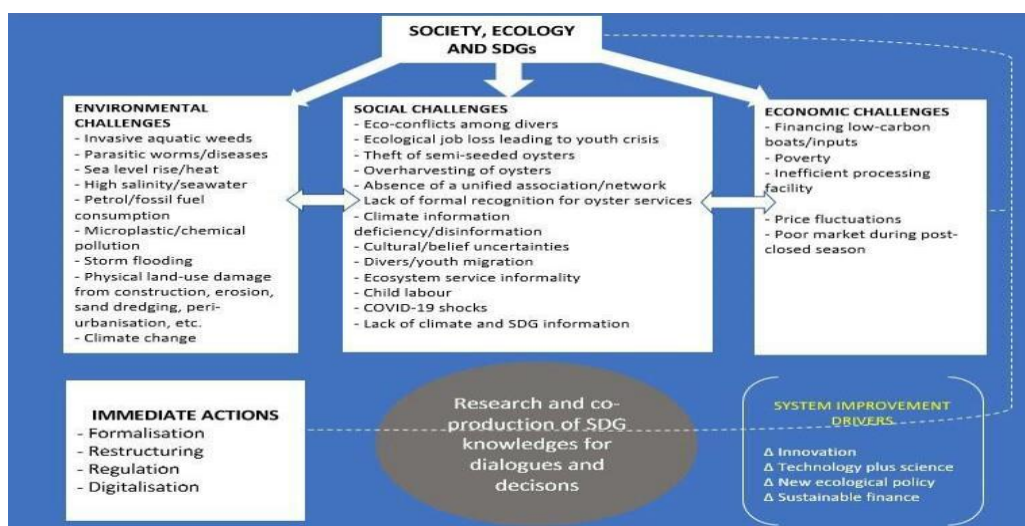 SOCIETY, ECOLOGY
AND SDGs
ENVIRONMENTAL
CHALLENGES
- Invasive aquatic weeds
- Parasitic worms/diseases
- Sea level rise/heat
- High salinity/seawater
- Petrol/fossil fuel
consumption
- Microplastic/chemical
pollution
- Storm flooding
- Physical land-use damage
from construction, erosion,
sand dredging, peri-
urbanisation, etc.
- Climate change
SOCIAL CHALLENGES
- Eco-conflicts among divers
- Ecological job loss leading to youth crisis
- Theft of semi-seeded oysters
- Overharvesting of oysters
- Absence of a unified association/network
- Lack of formal recognition for oyster services
- Climate information
deficiency/disinformation
- Cultural/belief uncertainties
- Divers/youth migration
- Ecosystem service informality
- Child labour
- COVID-19 shocks
- Lack of climate and SDG information
ECONOMIC CHALLENGES
- Financing low-carbon
boats/inputs
- Poverty
- Inefficient processing
facility
- Price fluctuations
- Poor market during post-
closed season
IMMEDIATE ACTIONS
- Formalisation
- Restructuring
- Regulation
- Digitalisation
Research and co-
production of SDG
knowledges for
dialogues and
decisons
SYSTEM IMPROVEMENT
DRIVERS
Δ Innovation
Δ Technology plus science
Δ New ecological policy
Δ Sustainable finance